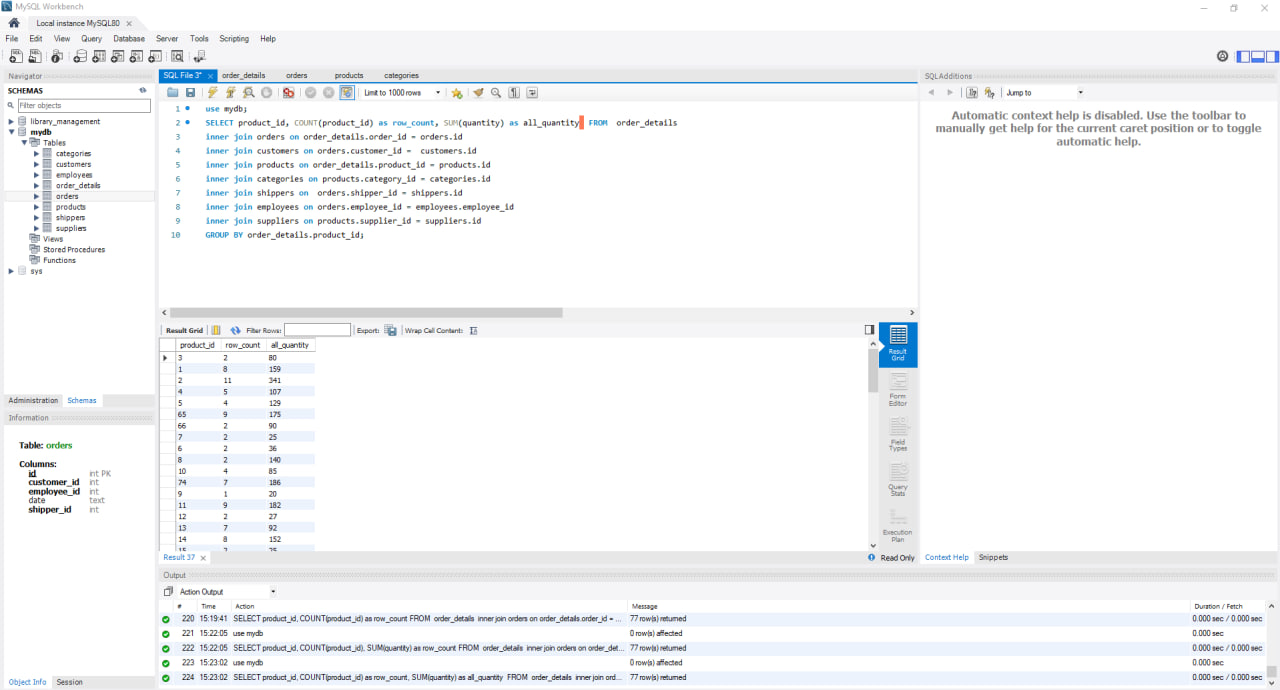 MySQL Workbench
Local instance MySQL80 ×
File Edit View Query Database Server Tools Scripting Help
Navigator
SCHEMAS
Filter objects
library_management
mydb
Tables
categories
customers
employees
order_details
orders
products
shippers
suppliers
Views
Stored Procedures
Functions
sys
Administration Schemas
Information
Table: orders
Columns:
id int PK
customer_id int
employee_id int
date text
shipper_id int
Object Info Session
SQL File 3* × order_details orders products categories
Limit to 1000 rows
1 use mydb;
2 SELECT product_id, COUNT(product_id) as row_count, SUM(quantity) as all_quantity FROM order_details
3 inner join orders on order_details.order_id = orders.id
4 inner join customers on orders.customer_id = customers.id
5 inner join products on order_details.product_id = products.id
6 inner join categories on products.category_id = categories.id
7 inner join shippers on orders.shipper_id = shippers.id
8 inner join employees on orders.employee_id = employees.employee_id
9 inner join suppliers on products.supplier_id = suppliers.id
10 GROUP BY order_details.product_id;
Result Grid Filter Rows: Export: Wrap Cell Content:
product_id row_count all_quantity
3 2 80
1 8 159
2 11 341
4 5 107
5 4 129
65 9 175
66 2 90
7 2 25
6 2 36
8 2 140
10 4 85
74 7 186
9 1 20
11 9 182
12 2 27
13 7 92
14 8 152
15 2 25
Result Grid
Form Editor
Field Types
Query Stats
Execution Plan
Result 37 × Read Only
SQLAdditions
Jump to
Automatic context help is disabled. Use the toolbar to
manually get help for the current caret position or to toggle
automatic help.
Context Help Snippets
Output
Action Output
# Time Action Message Duration / Fetch
220 15:19:41 SELECT product_id, COUNT(product_id) as row_count FROM order_details inner join orders on order_details.order_id = ... 77 row(s) returned 0.000 sec / 0.000 sec
221 15:22:05 use mydb 0 row(s) affected 0.000 sec
222 15:22:05 SELECT product_id, COUNT(product_id), SUM(quantity) as row_count FROM order_details inner join orders on order_det... 77 row(s) returned 0.000 sec / 0.000 sec
223 15:23:02 use mydb 0 row(s) affected 0.000 sec
224 15:23:02 SELECT product_id, COUNT(product_id) as row_count, SUM(quantity) as all_quantity FROM order_details inner join ord... 77 row(s) returned 0.000 sec / 0.000 sec